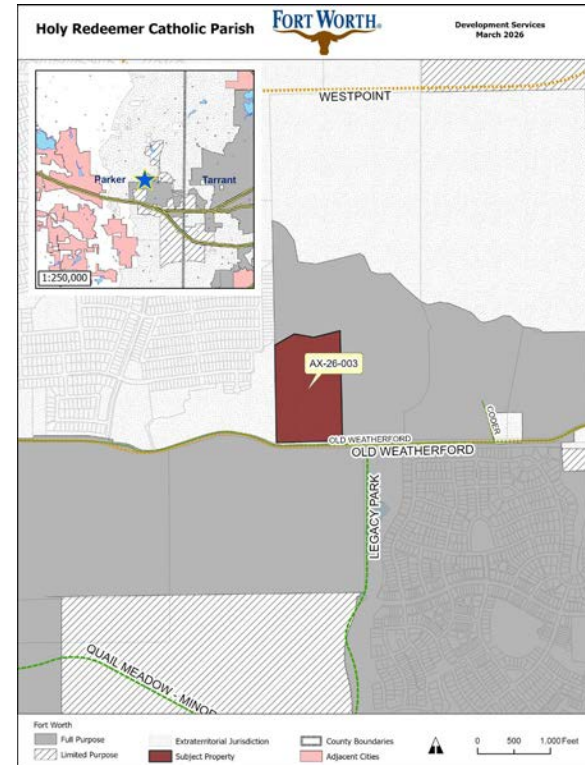 Holy Redeemer Catholic Parish
FORT WORTH®
Development Services
March 2026
WESTPOINT
Parker
Tarrant
1:250,000
AX-26-003
CODER
OLD WEATHERFORD
OLD WEATHERFORD
LEGACY PARK
QUAIL MEADOW - MINOR
Fort Worth
Full Purpose
Limited Purpose
Extraterritorial Jurisdiction
Subject Property
County Boundaries
Adjacent Cities
0 500 1,000 Feet